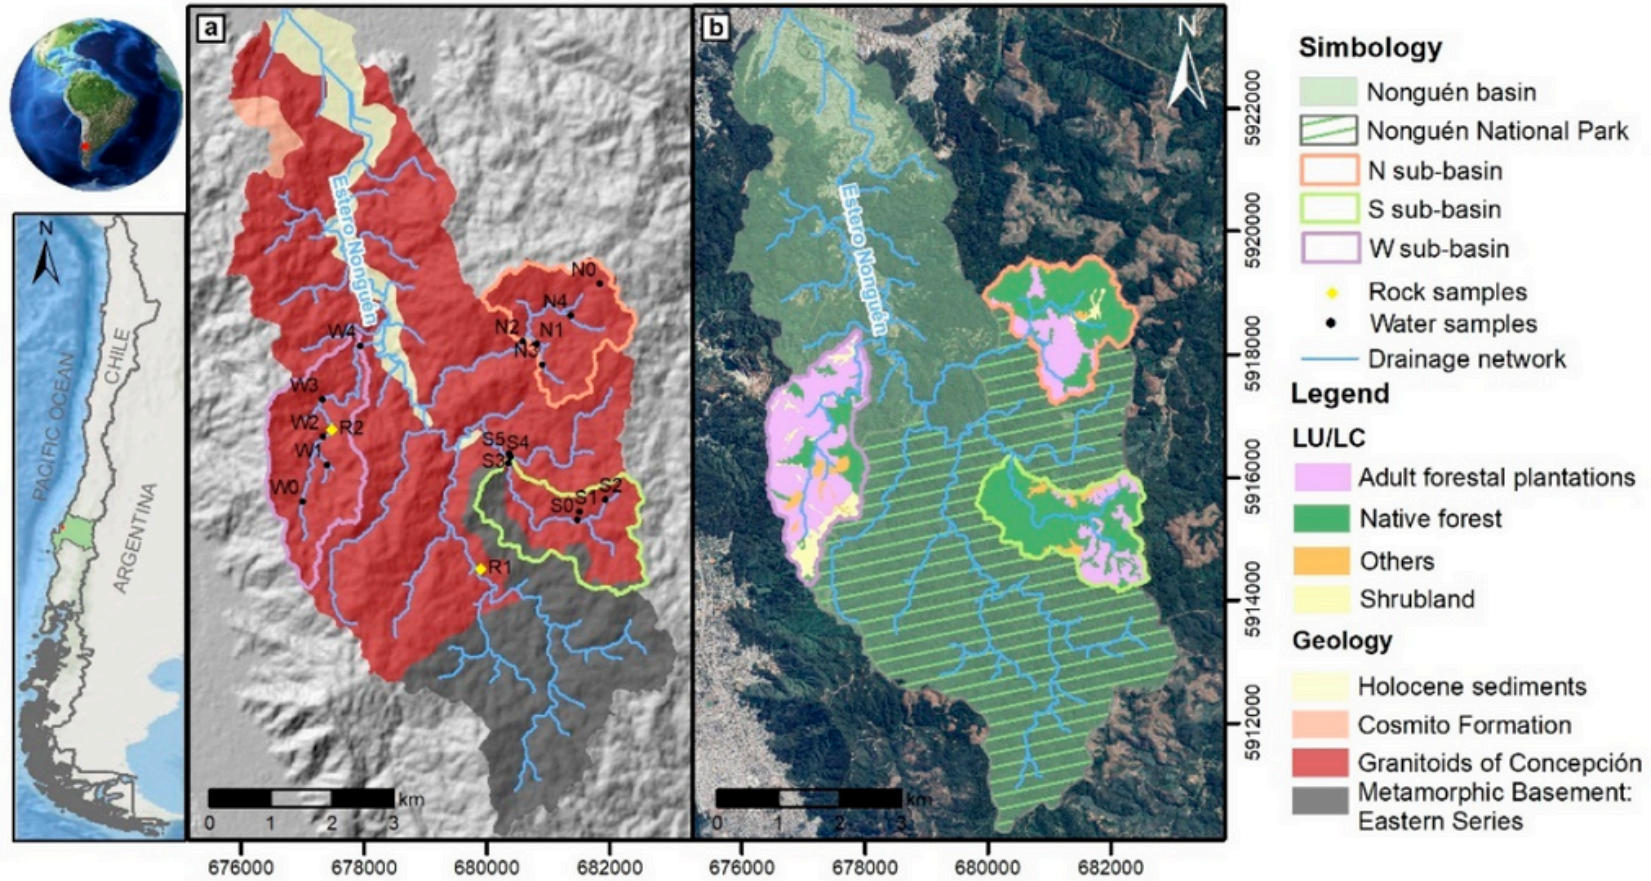 N
CHILE
PACIFIC OCEAN
ARGENTINA
a
Estero Nonguén
N0
N4
N2
N1
N3
W4
W3
W2
R2
W1
W0
S5
S4
S3
S2
S1
S0
R1
km
0 1 2 3
676000 678000 680000 682000
b
N
Estero Nonguén
km
0 1 2 3
676000 678000 680000 682000
5922000
5920000
5918000
5916000
5914000
5912000
Simbology
Nonguén basin
Nonguén National Park
N sub-basin
S sub-basin
W sub-basin
Rock samples
Water samples
Drainage network
Legend
LU/LC
Adult forestal plantations
Native forest
Others
Shrubland
Geology
Holocene sediments
Cosmito Formation
Granitoids of Concepción
Metamorphic Basement:
Eastern Series